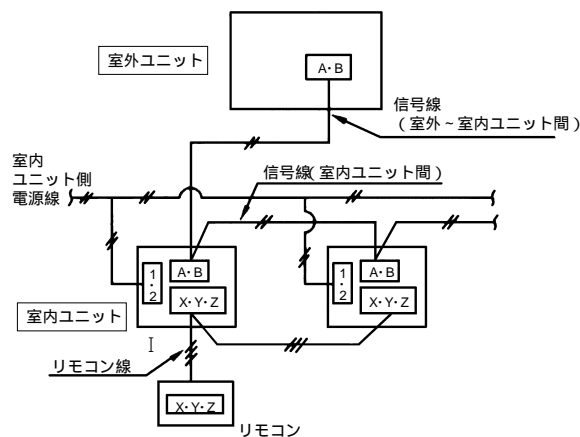 室外ユニット
A・B
信号線
（室外～室内ユニット間）
室内
ユニット側
電源線
信号線（室内ユニット間）
1・2
A・B
X・Y・Z
1・2
A・B
X・Y・Z
室内ユニット
I
リモコン線
X・Y・Z
リモコン